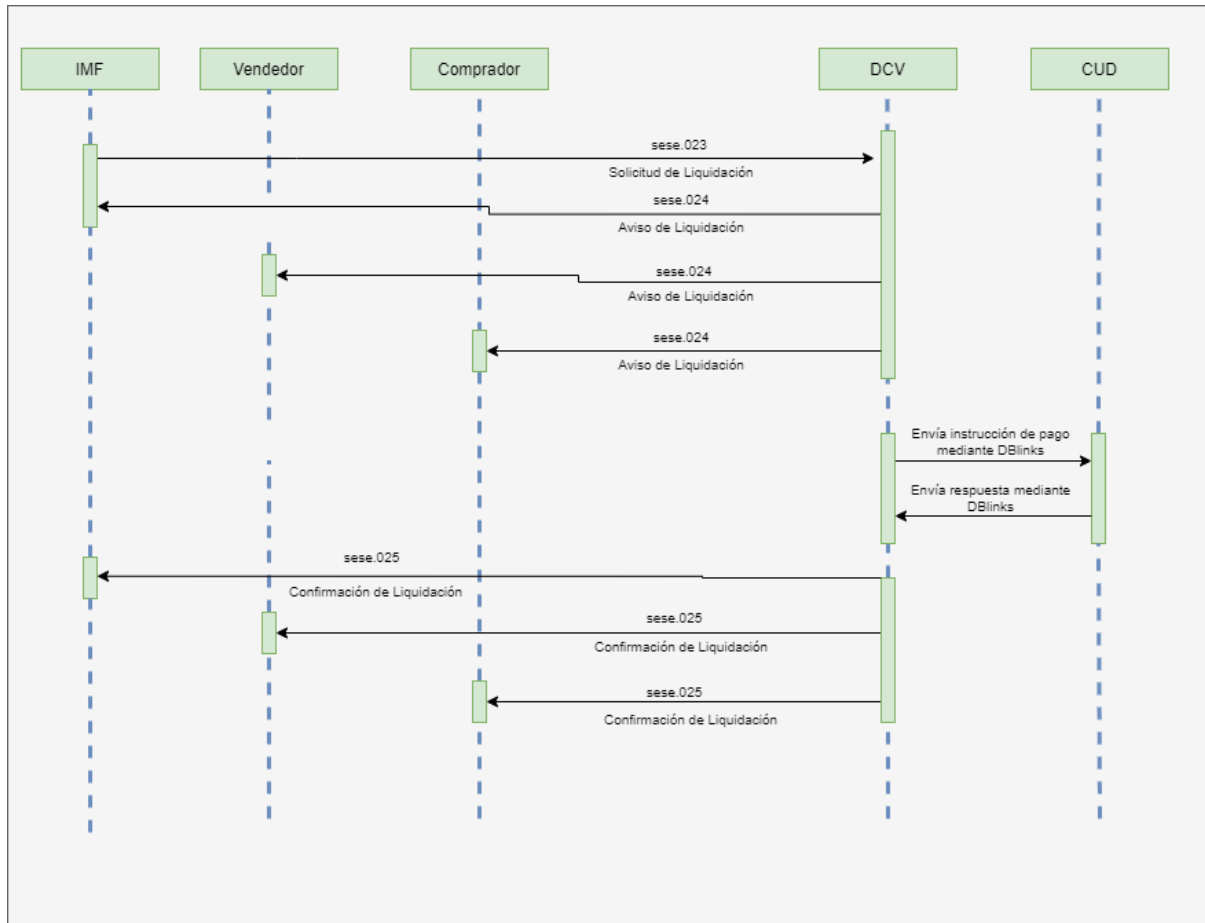 IMF
Vendedor
Comprador
DCV
CUD
sese.023
Solicitud de Liquidación
sese.024
Aviso de Liquidación
sese.024
Aviso de Liquidación
sese.024
Aviso de Liquidación
Envía instrucción de pago
mediante DBlinks
Envía respuesta mediante
DBlinks
sese.025
Confirmación de Liquidación
sese.025
Confirmación de Liquidación
sese.025
Confirmación de Liquidación